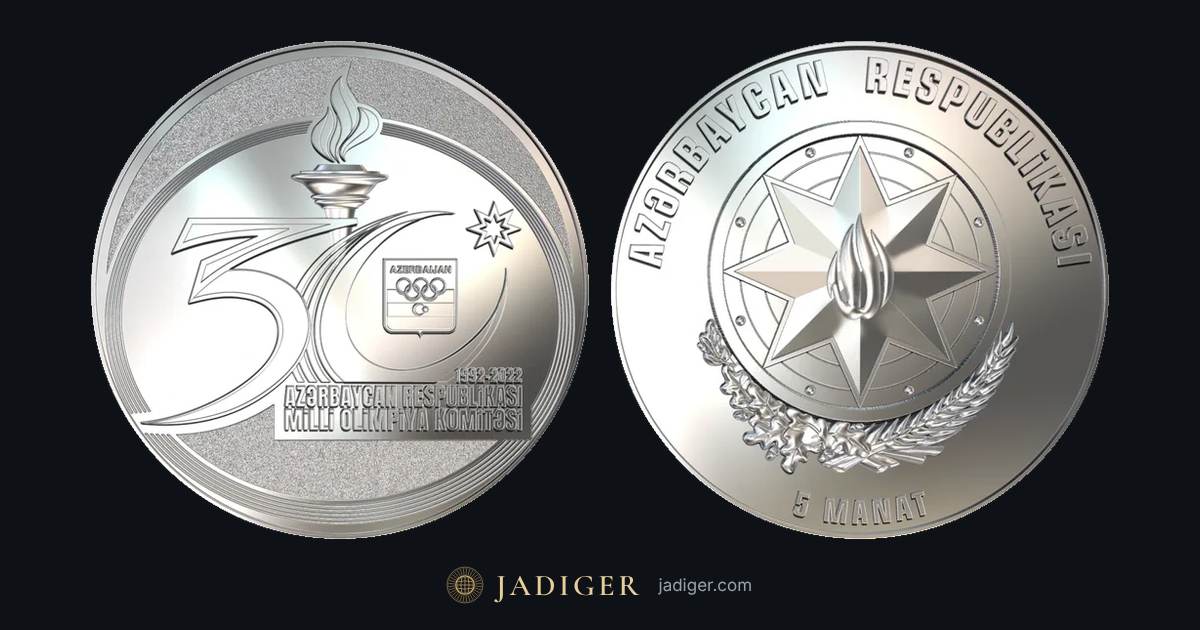 30
AZERBAIJAN
1992-2022
AZƏRBAYCAN RESPUBLİKASI
MİLLİ OLİMPİYA KOMİTƏSİ
AZƏRBAYCAN RESPUBLİKASI
5 MANAT
JADIGER jadiger.com